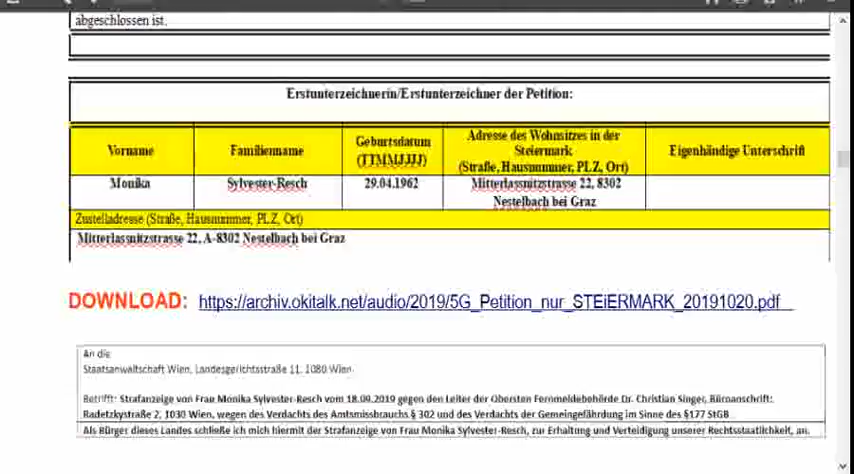 abgeschlossen ist.
Erstunterzeichnerin/Erstunterzeichner der Petition:
Vorname
Familienname
Geburtsdatum
(TTMMJJJJ)
Adresse des Wohnsitzes in der
Steiermark
(Straße, Hausnummer, PLZ, Ort)
Eigenhändige Unterschrift
Monika
Sylvester-Resch
29.04.1962
Mitterlassnitzstrasse 22, 8302
Nestelbach bei Graz
Zustelladresse (Straße, Hausnummer, PLZ, Ort)
Mitterlassnitzstrasse 22, A-8302 Nestelbach bei Graz
DOWNLOAD: https://archiv.okitalk.net/audio/2019/5G_Petition_nur_STEiERMARK_20191020.pdf
An die
Staatsanwaltschaft Wien, Landesgerichtsstraße 11, 1080 Wien
Betrifft: Strafanzeige von Frau Monika Sylvester-Resch vom 18.09.2019 gegen den Leiter der Obersten Fernmeldebehörde Dr. Christian Singer, Büroanschrift:
Radetzkystraße 2, 1030 Wien, wegen des Verdachts des Amtsmissbrauchs § 302 und des Verdachts der Gemeingefährdung im Sinne des §177 StGB
Als Bürger dieses Landes schließe ich mich hiermit der Strafanzeige von Frau Monika Sylvester-Resch, zur Erhaltung und Verteidigung unserer Rechtsstaatlichkeit, an.